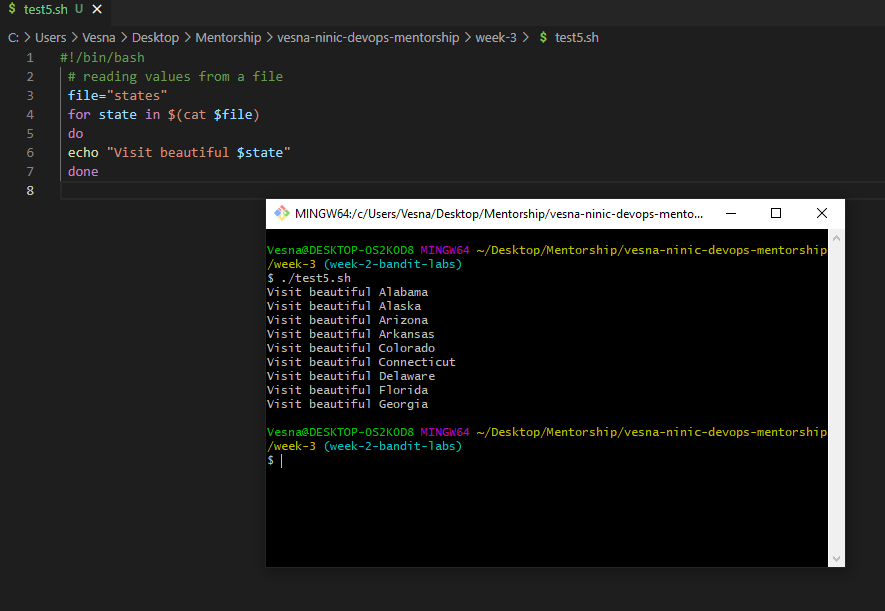 $ test5.sh U ✕
C: > Users > Vesna > Desktop > Mentorship > vesna-ninic-devops-mentorship > week-3 > $ test5.sh
1 #!/bin/bash
2 # reading values from a file
3 file="states"
4 for state in $(cat $file)
5 do
6 echo "Visit beautiful $state"
7 done
8
MINGW64:/c/Users/Vesna/Desktop/Mentorship/vesna-ninic-devops-mento...
Vesna@DESKTOP-OS2KOD8 MINGW64 ~/Desktop/Mentorship/vesna-ninic-devops-mentorship
/week-3 (week-2-bandit-labs)
$ ./test5.sh
Visit beautiful Alabama
Visit beautiful Alaska
Visit beautiful Arizona
Visit beautiful Arkansas
Visit beautiful Colorado
Visit beautiful Connecticut
Visit beautiful Delaware
Visit beautiful Florida
Visit beautiful Georgia
Vesna@DESKTOP-OS2KOD8 MINGW64 ~/Desktop/Mentorship/vesna-ninic-devops-mentorship
/week-3 (week-2-bandit-labs)
$